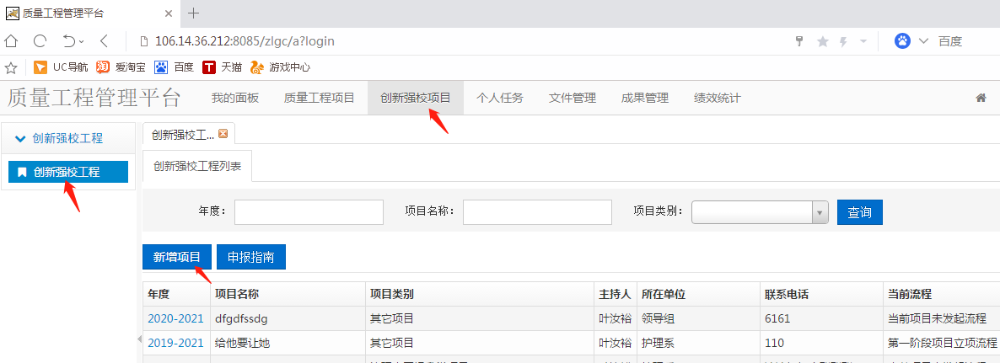 质量工程管理平台
106.14.36.212:8085/zlgc/a?login
百度
UC导航 爱淘宝 百度 天猫 游戏中心
质量工程管理平台 我的面板 质量工程项目 创新强校项目 个人任务 文件管理 成果管理 绩效统计
创新强校工程
创新强校工程
创新强校工...
创新强校工程列表
年度： 项目名称： 项目类别： 查询
新增项目 申报指南
年度 项目名称 项目类别 主持人 所在单位 联系电话 当前流程
2020-2021 dfgdfssdg 其它项目 叶汝裕 领导组 6161 当前项目未发起流程
2019-2021 给他要让她 其它项目 叶汝裕 护理系 110 第一阶段项目立项流程